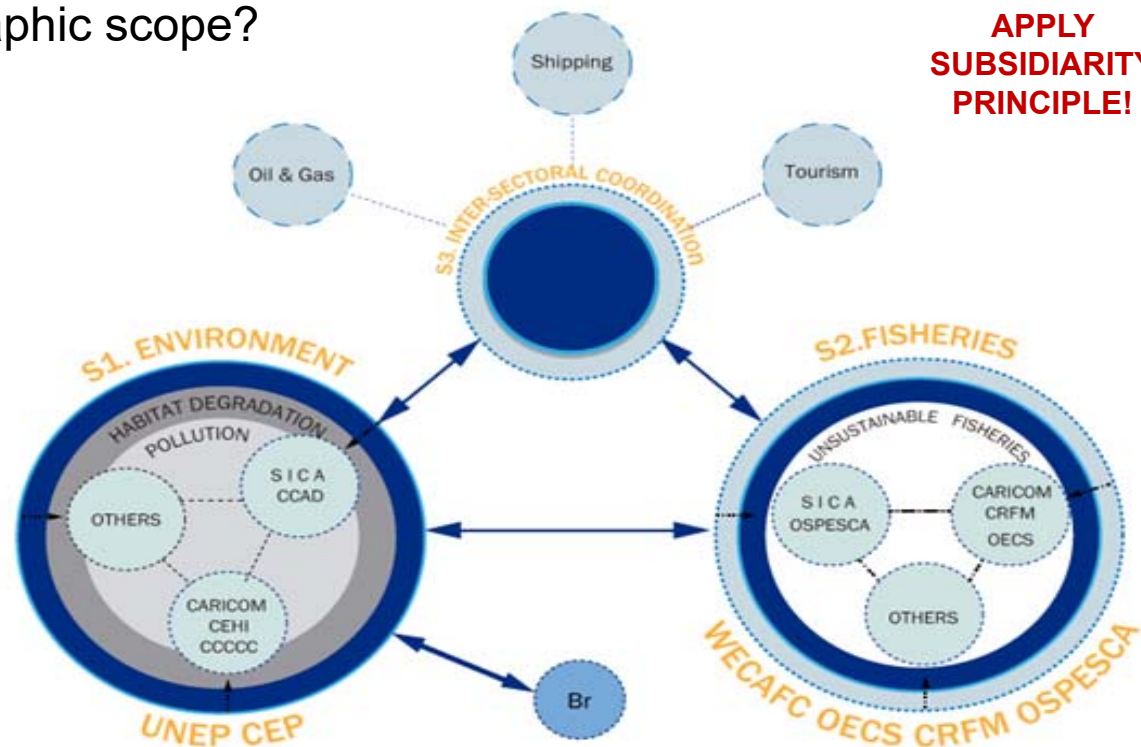 aphic scope?
APPLY
SUBSIDIARITY
PRINCIPLE!
Shipping
Oil & Gas
Tourism
S3. INTER-SECTORAL COORDINATION
S1. ENVIRONMENT
HABITAT DEGRADATION
POLLUTION
S I C A
CCAD
OTHERS
CARICOM
CEHI
CCCCC
UNEP CEP
Br
S2.FISHERIES
UNSUSTAINABLE FISHERIES
S I C A
OSPESCA
CARICOM
CRFM
OECS
OTHERS
WECAFC OECS CRFM OSPESCA